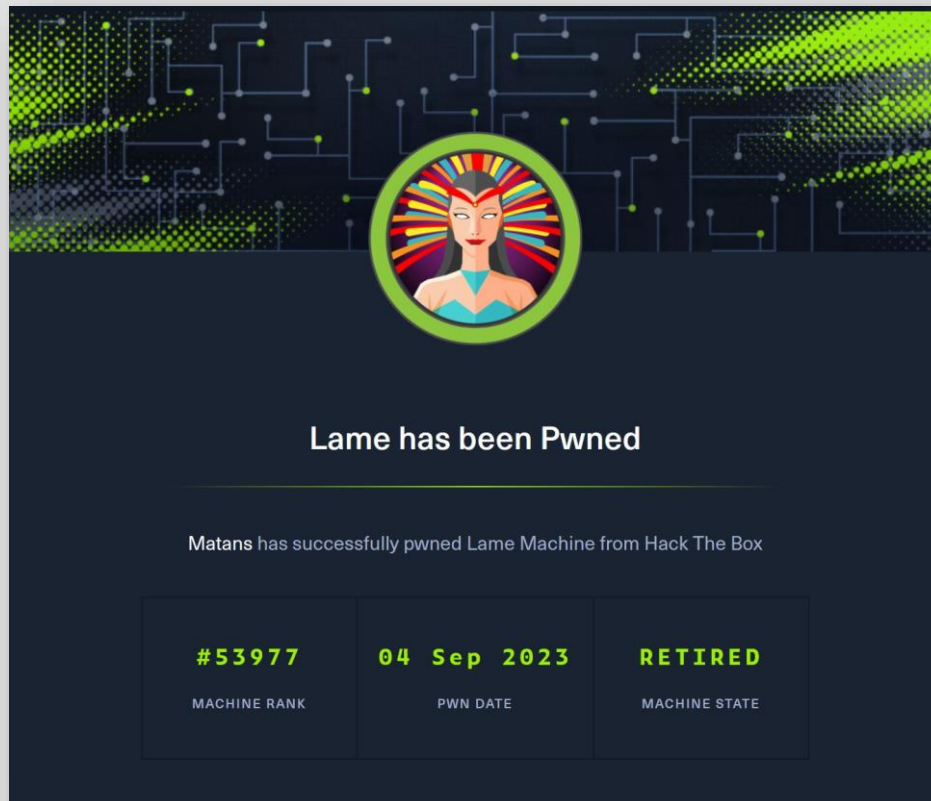 Lame has been Pwned
Matans has successfully pwned Lame Machine from Hack The Box
#53977
MACHINE RANK
04 Sep 2023
PWN DATE
RETIRED
MACHINE STATE